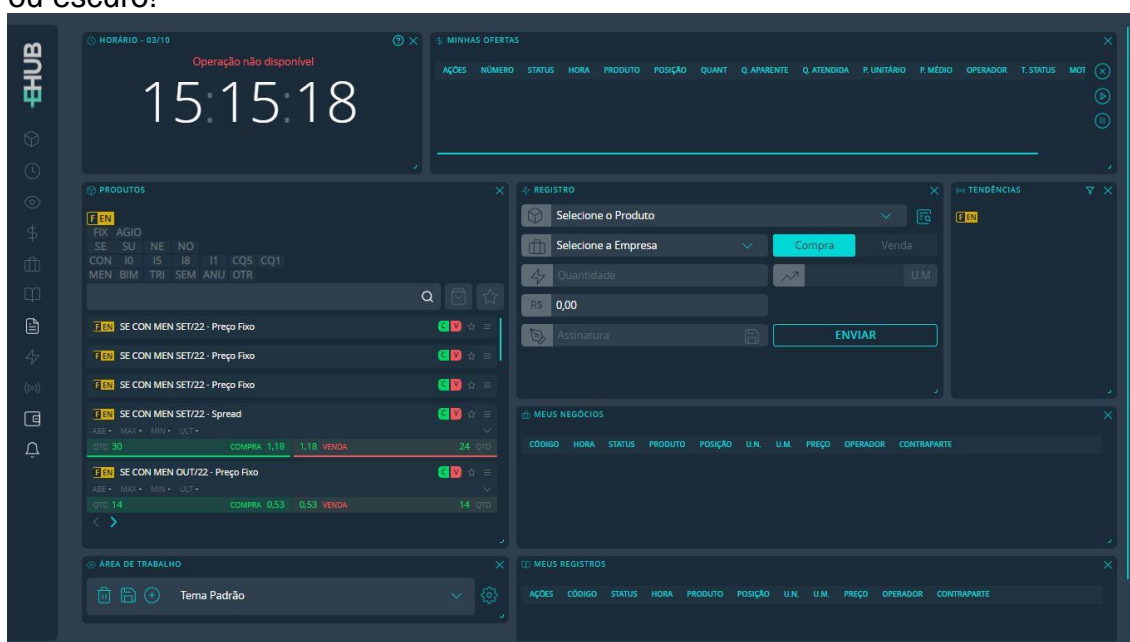 ou escuro!
EHUB
HORÁRIO - 03/10
Operação não disponível
15:15:18
MINHAS OFERTAS
AÇÕES NÚMERO STATUS HORA PRODUTO POSIÇÃO QUANT Q. APARENTE Q. ATENDIDA P. UNITÁRIO P. MÉDIO OPERADOR T. STATUS MOT
PRODUTOS
F EN
FIX AGIO
SE SU NE NO
CON I0 I5 I8 I1 CQ5 CQ1
MEN BIM TRI SEM ANU OTR
F EN SE CON MEN SET/22 - Preço Fixo C V
F EN SE CON MEN SET/22 - Preço Fixo C V
F EN SE CON MEN SET/22 - Preço Fixo C V
F EN SE CON MEN SET/22 - Spread C V
ABE - MAX - MIN - ULT -
QTD 30 COMPRA 1,18 1,18 VENDA 24 QTD
F EN SE CON MEN OUT/22 - Preço Fixo C V
ABE - MAX - MIN - ULT -
QTD 14 COMPRA 0,53 0,53 VENDA 14 QTD
REGISTRO
Selecione o Produto
Selecione a Empresa
Compra Venda
Quantidade
U.M
R$ 0,00
Assinatura
ENVIAR
TENDÊNCIAS
F EN
MEUS NEGÓCIOS
CÓDIGO HORA STATUS PRODUTO POSIÇÃO U.N. U.M. PREÇO OPERADOR CONTRAPARTE
ÁREA DE TRABALHO
Tema Padrão
MEUS REGISTROS
AÇÕES CÓDIGO STATUS HORA PRODUTO POSIÇÃO U.N. U.M. PREÇO OPERADOR CONTRAPARTE